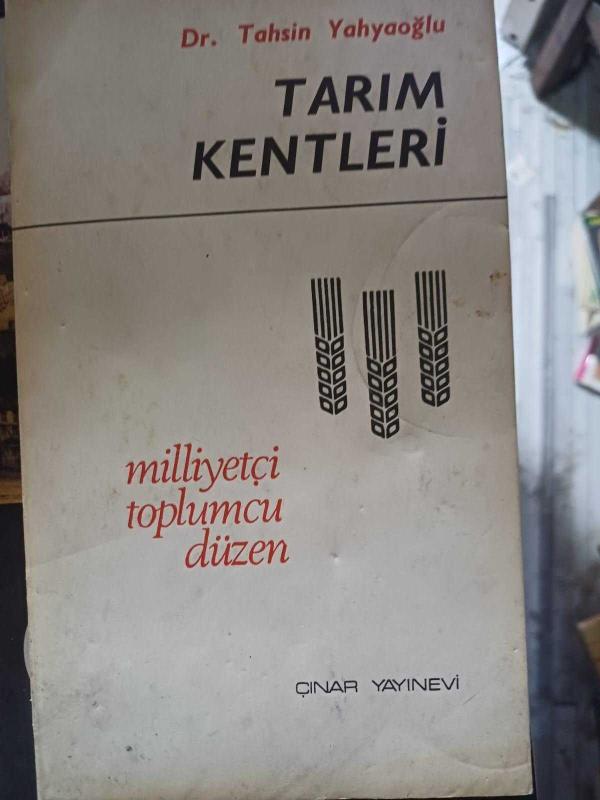 Dr. Tahsin Yahyaoğlu
TARIM
KENTLERİ
milliyetçi
toplumcu
düzen
ÇINAR YAYINEVİ